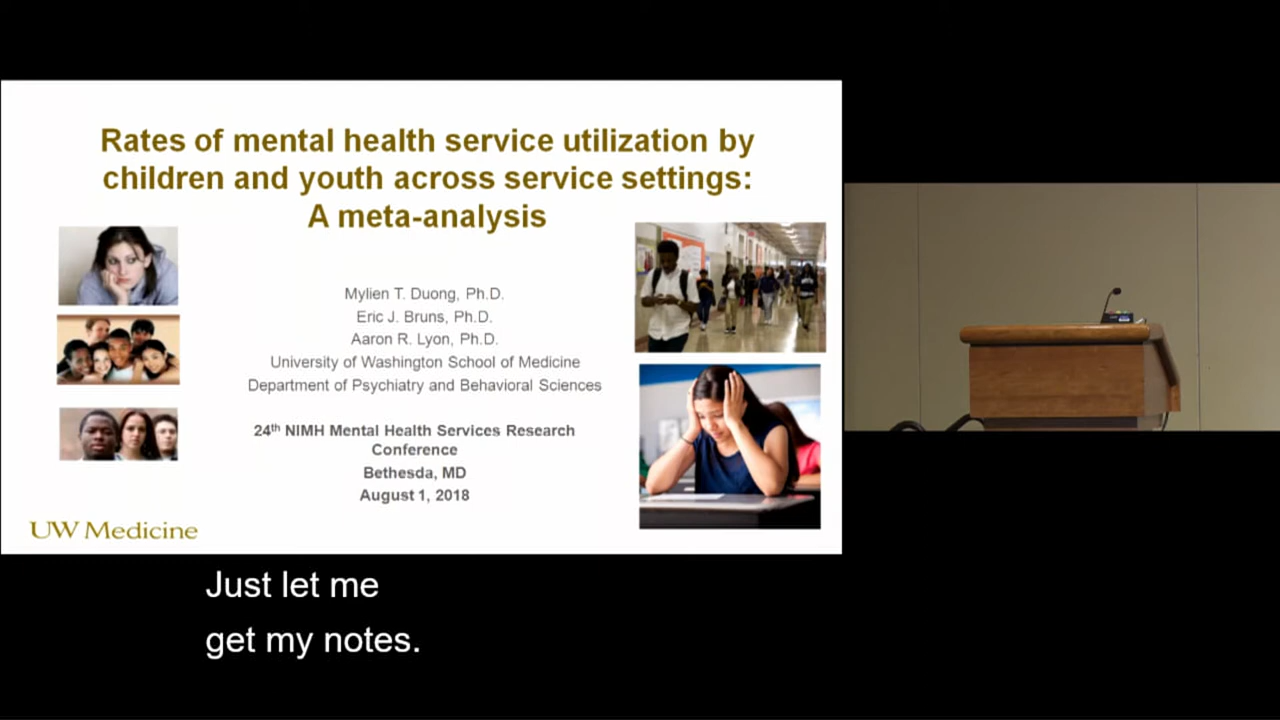 Rates of mental health service utilization by
children and youth across service settings:
A meta-analysis
Mylien T. Duong, Ph.D.
Eric J. Bruns, Ph.D.
Aaron R. Lyon, Ph.D.
University of Washington School of Medicine
Department of Psychiatry and Behavioral Sciences
24th NIMH Mental Health Services Research
Conference
Bethesda, MD
August 1, 2018
UW Medicine
Just let me
get my notes.